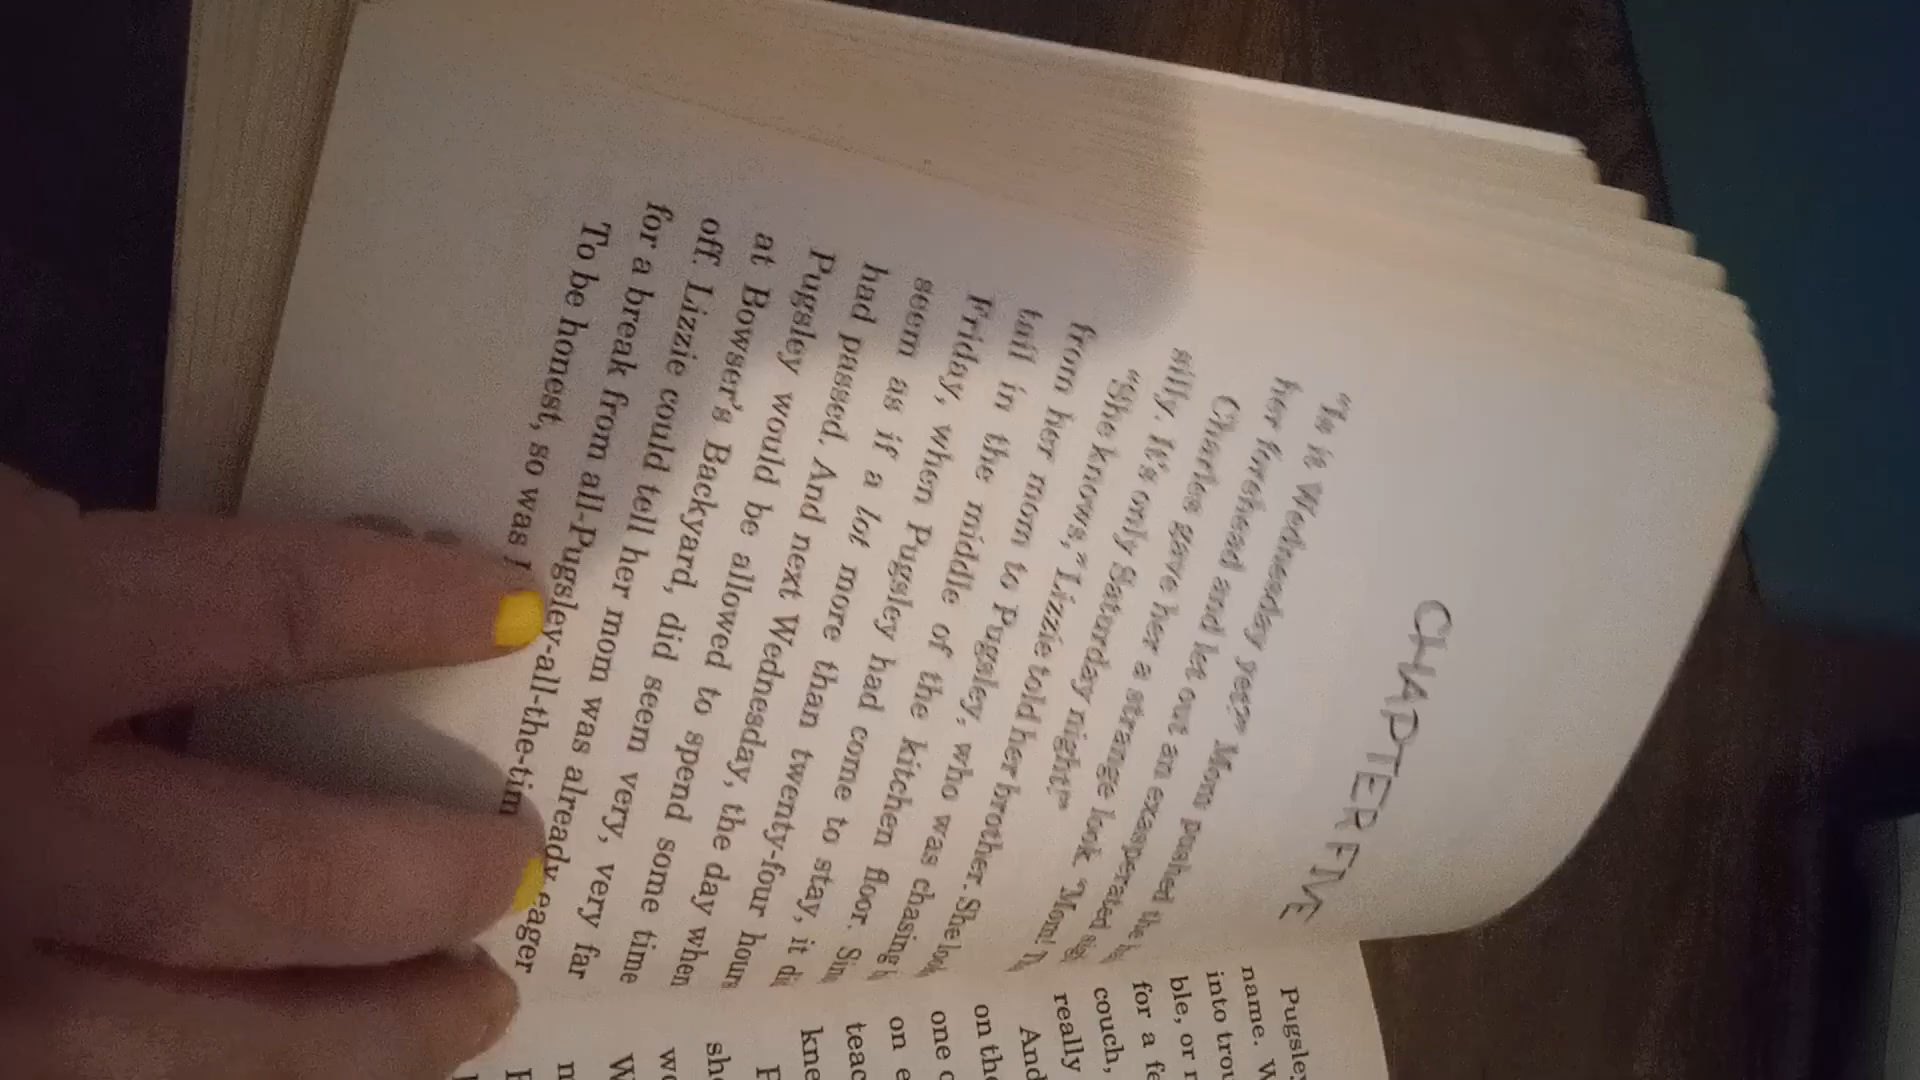 CHAPTER FIVE
"Is it Wednesday yet?" Mom pushed the
her forehead and let out an exasperated
Charles gave her a strange look. "Mom!
silly. It's only Saturday night."
"She knows," Lizzie told her brother. She
from her mom to Pugsley, who was chasing
tail in the middle of the kitchen floor.
Friday, when Pugsley had come to stay, it
seem as if a lot more than twenty-four hours
had passed. And next Wednesday, the day when
Pugsley would be allowed to spend some time
at Bowser's Backyard, did seem very, very far
off. Lizzie could tell her mom was already eager
for a break from all-Pugsley-all-the-tim
To be honest, so was
Pugsley
name. W
into trou
ble, or
for a fe
couch,
really
And
on the
one
on e
teac
kne
P
sh
wo
W
n